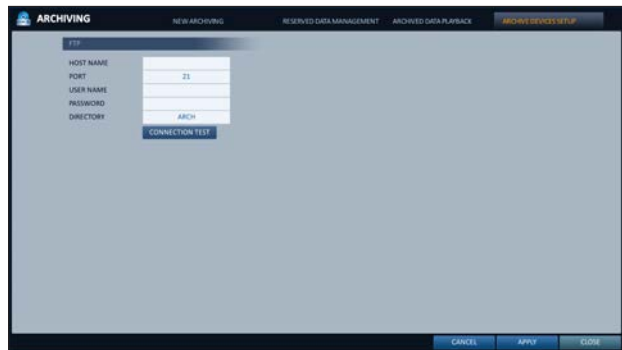 ARCHIVING NEW ARCHIVING RESERVED DATA MANAGEMENT ARCHIVED DATA PLAYBACK ARCHIVE DEVICES SETUP
FTP
HOST NAME
PORT 21
USER NAME
PASSWORD
DIRECTORY ARCH
CONNECTION TEST
CANCEL APPLY CLOSE